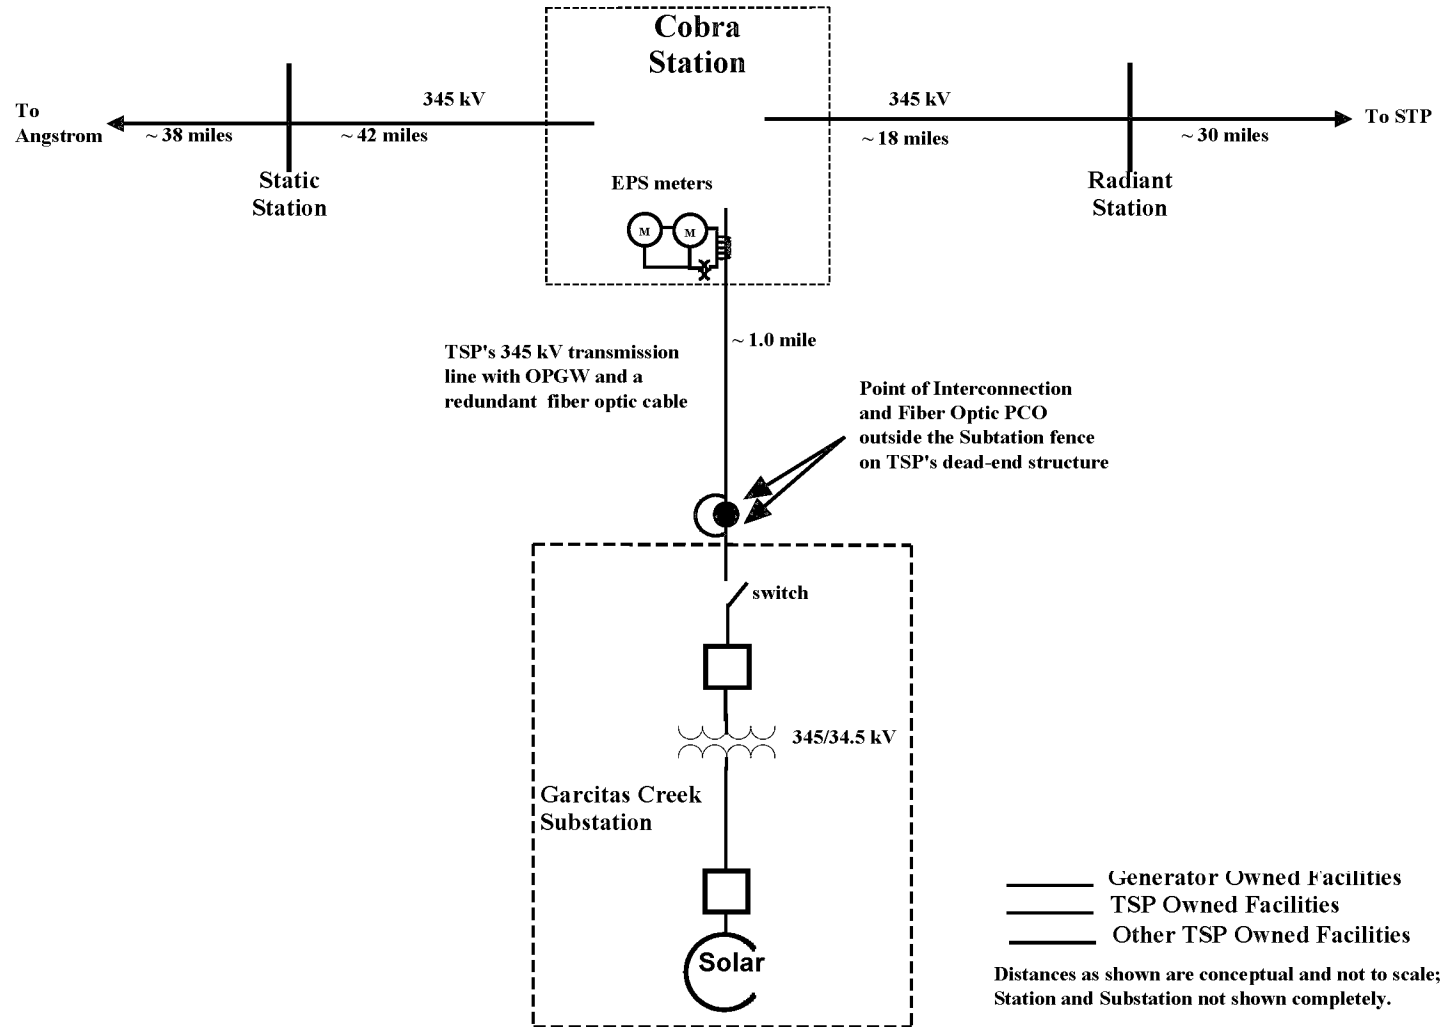 Cobra
Station
345 kV
345 kV
To
Angstrom
~ 38 miles
~ 42 miles
~ 18 miles
~ 30 miles
To STP
Static
Station
EPS meters
Radiant
Station
M
M
~ 1.0 mile
TSP's 345 kV transmission
line with OPGW and a
redundant fiber optic cable
Point of Interconnection
and Fiber Optic PCO
outside the Subtation fence
on TSP's dead-end structure
switch
345/34.5 kV
Garcitas Creek
Substation
Solar
Generator Owned Facilities
TSP Owned Facilities
Other TSP Owned Facilities
Distances as shown are conceptual and not to scale;
Station and Substation not shown completely.